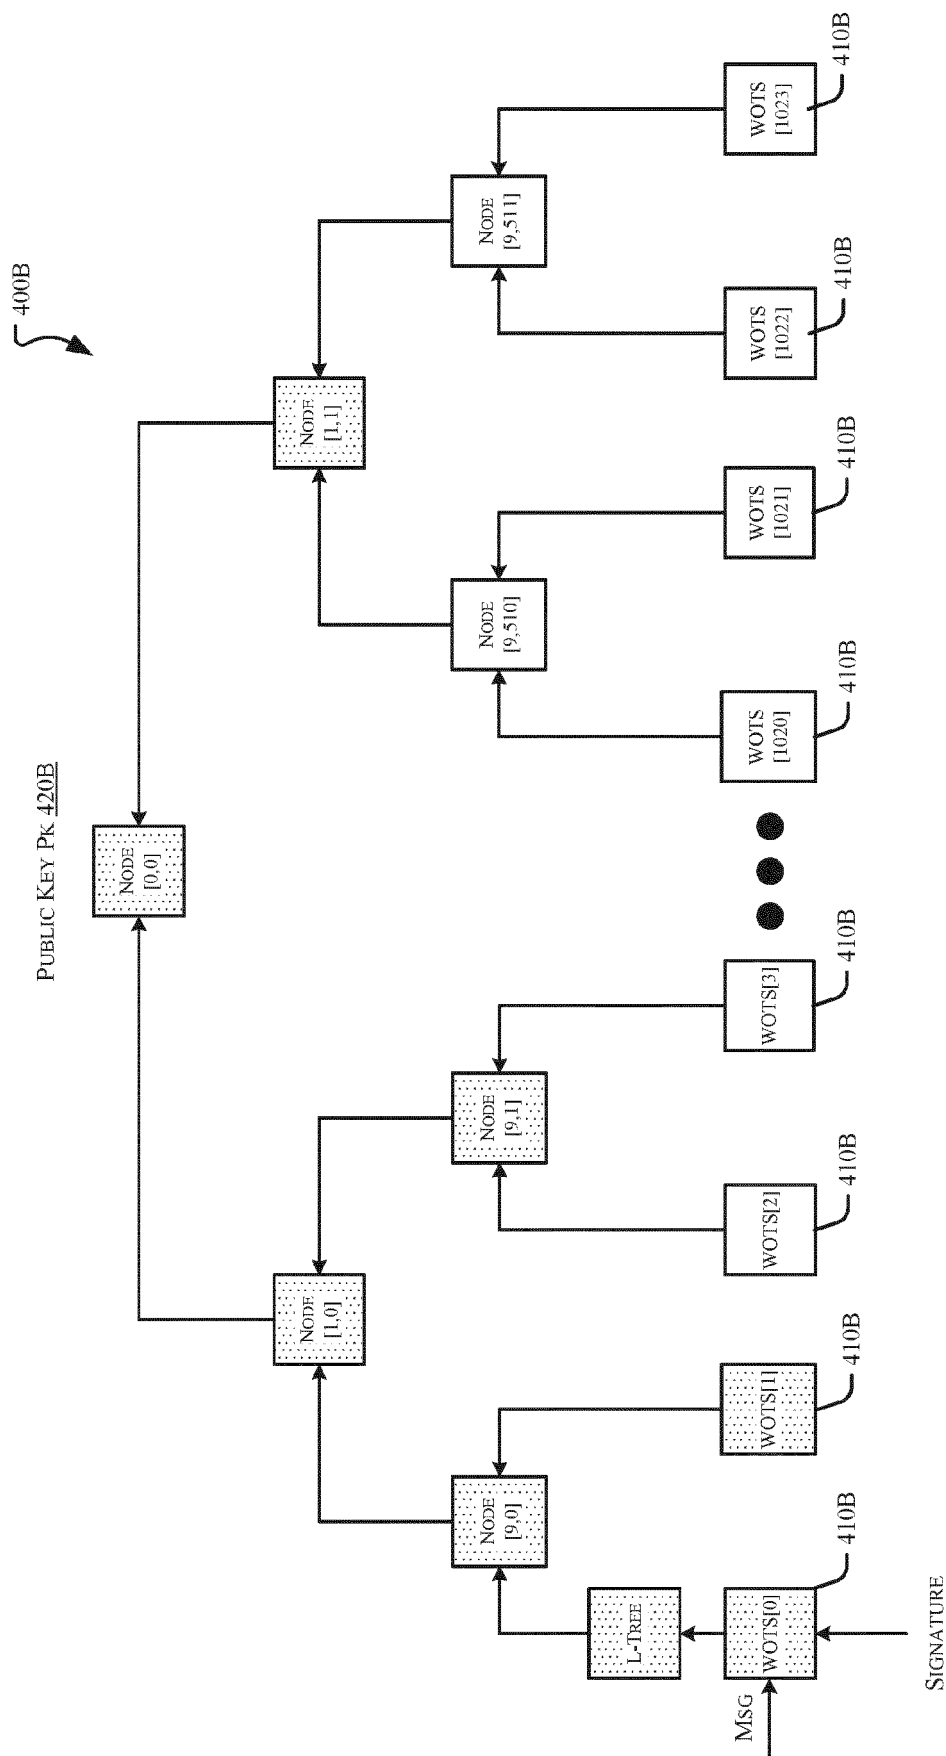 400B
PUBLIC KEY PK 420B
NODE
[0,0]
NODE
[1,0]
NODE
[1,1]
NODE
[9,0]
NODE
[9,1]
NODE
[9,510]
NODE
[9,511]
L-TREE
WOTS[0]
WOTS[1]
WOTS[2]
WOTS[3]
WOTS
[1020]
WOTS
[1021]
WOTS
[1022]
WOTS
[1023]
410B
410B
410B
410B
410B
410B
410B
410B
MSG
SIGNATURE